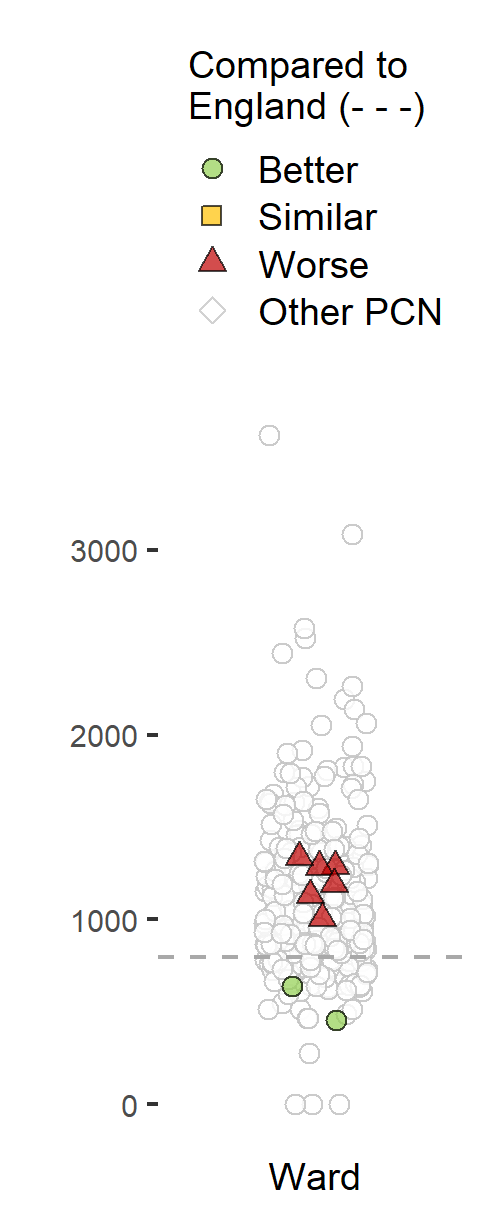 Compared to
England (- - -)
Better
Similar
Worse
Other PCN
3000
2000
1000
0
Ward